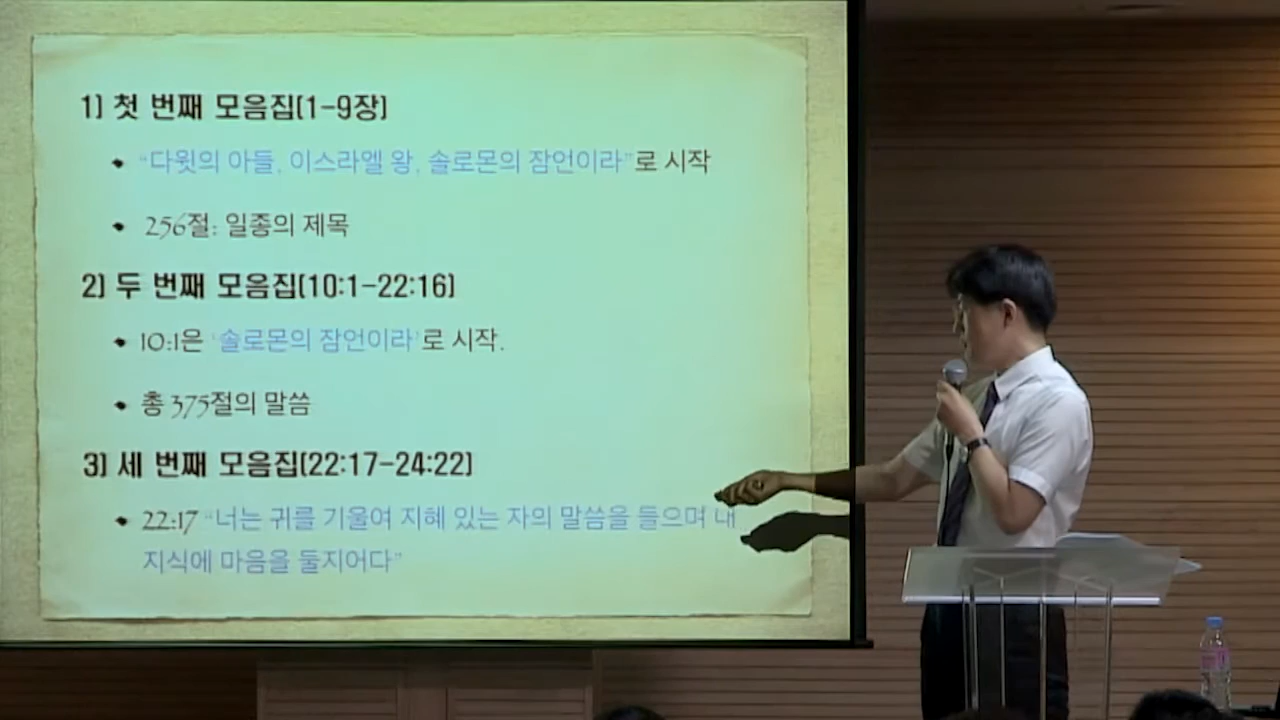 1) 첫 번째 모음집(1-9장)
“다윗의 아들, 이스라엘 왕, 솔로몬의 잠언이라”로 시작
256절: 일종의 제목
2) 두 번째 모음집(10:1-22:16)
10:1은 ‘솔로몬의 잠언이라’로 시작.
총 375절의 말씀
3) 세 번째 모음집(22:17-24:22)
22:17 “너는 귀를 기울여 지혜 있는 자의 말씀을 들으며 내
지식에 마음을 둘지어다”